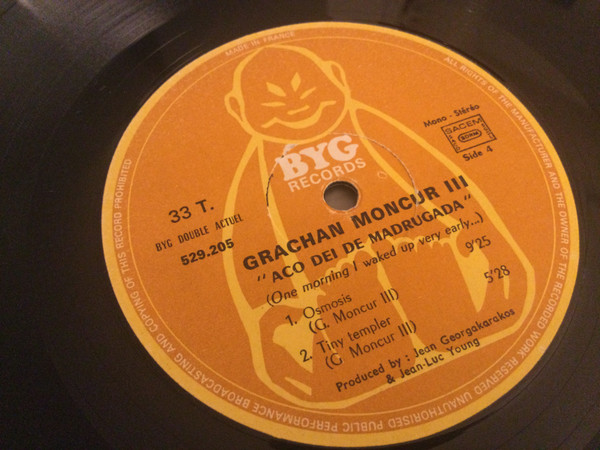 MADE IN FRANCE
ALL RIGHTS OF THE MANUFACTURER AND THE OWNER OF THE RECORDED WORK RESERVED UNAUTHORISED PUBLIC PERFORMANCE BROADCASTING AND COPYING OF THIS RECORD PROHIBITED
BYG
RECORDS
Mono - Stéréo
SACEM
Side 4
33 T.
BYG DOUBLE ACTUEL
529.205
GRACHAN MONCUR III
"ACO DEI DE MADRUGADA"
(One morning I waked up very early...)
1. Osmosis 9'25
(G. Moncur III)
2. Tiny templer 5'28
(G. Moncur III)
Produced by : Jean Georgakarakos
& Jean-Luc Young